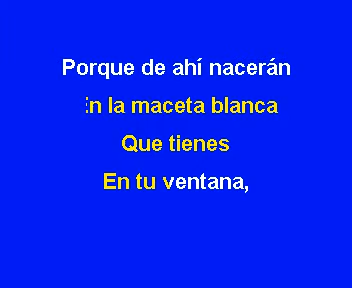 Porque de ahí nacerán
En la maceta blanca
Que tienes
En tu ventana,